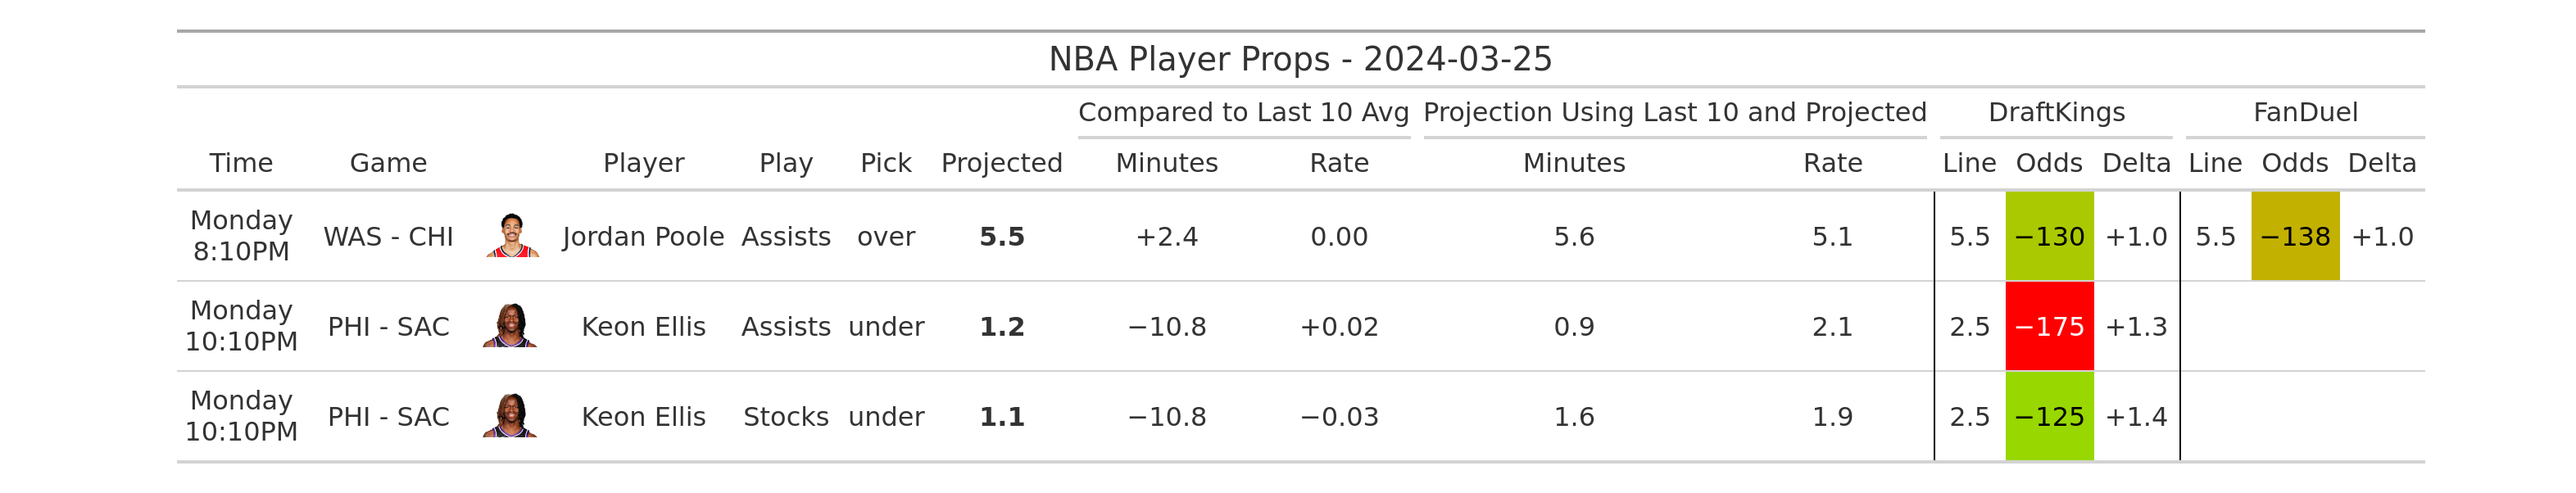 NBA Player Props - 2024-03-25
Compared to Last 10 Avg Projection Using Last 10 and Projected DraftKings FanDuel
Time Game Player Play Pick Projected Minutes Rate Minutes Rate Line Odds Delta Line Odds Delta
Monday
8:10PM WAS - CHI Jordan Poole Assists over 5.5 +2.4 0.00 5.6 5.1 5.5 −130 +1.0 5.5 −138 +1.0
Monday
10:10PM PHI - SAC Keon Ellis Assists under 1.2 −10.8 +0.02 0.9 2.1 2.5 −175 +1.3
Monday
10:10PM PHI - SAC Keon Ellis Stocks under 1.1 −10.8 −0.03 1.6 1.9 2.5 −125 +1.4